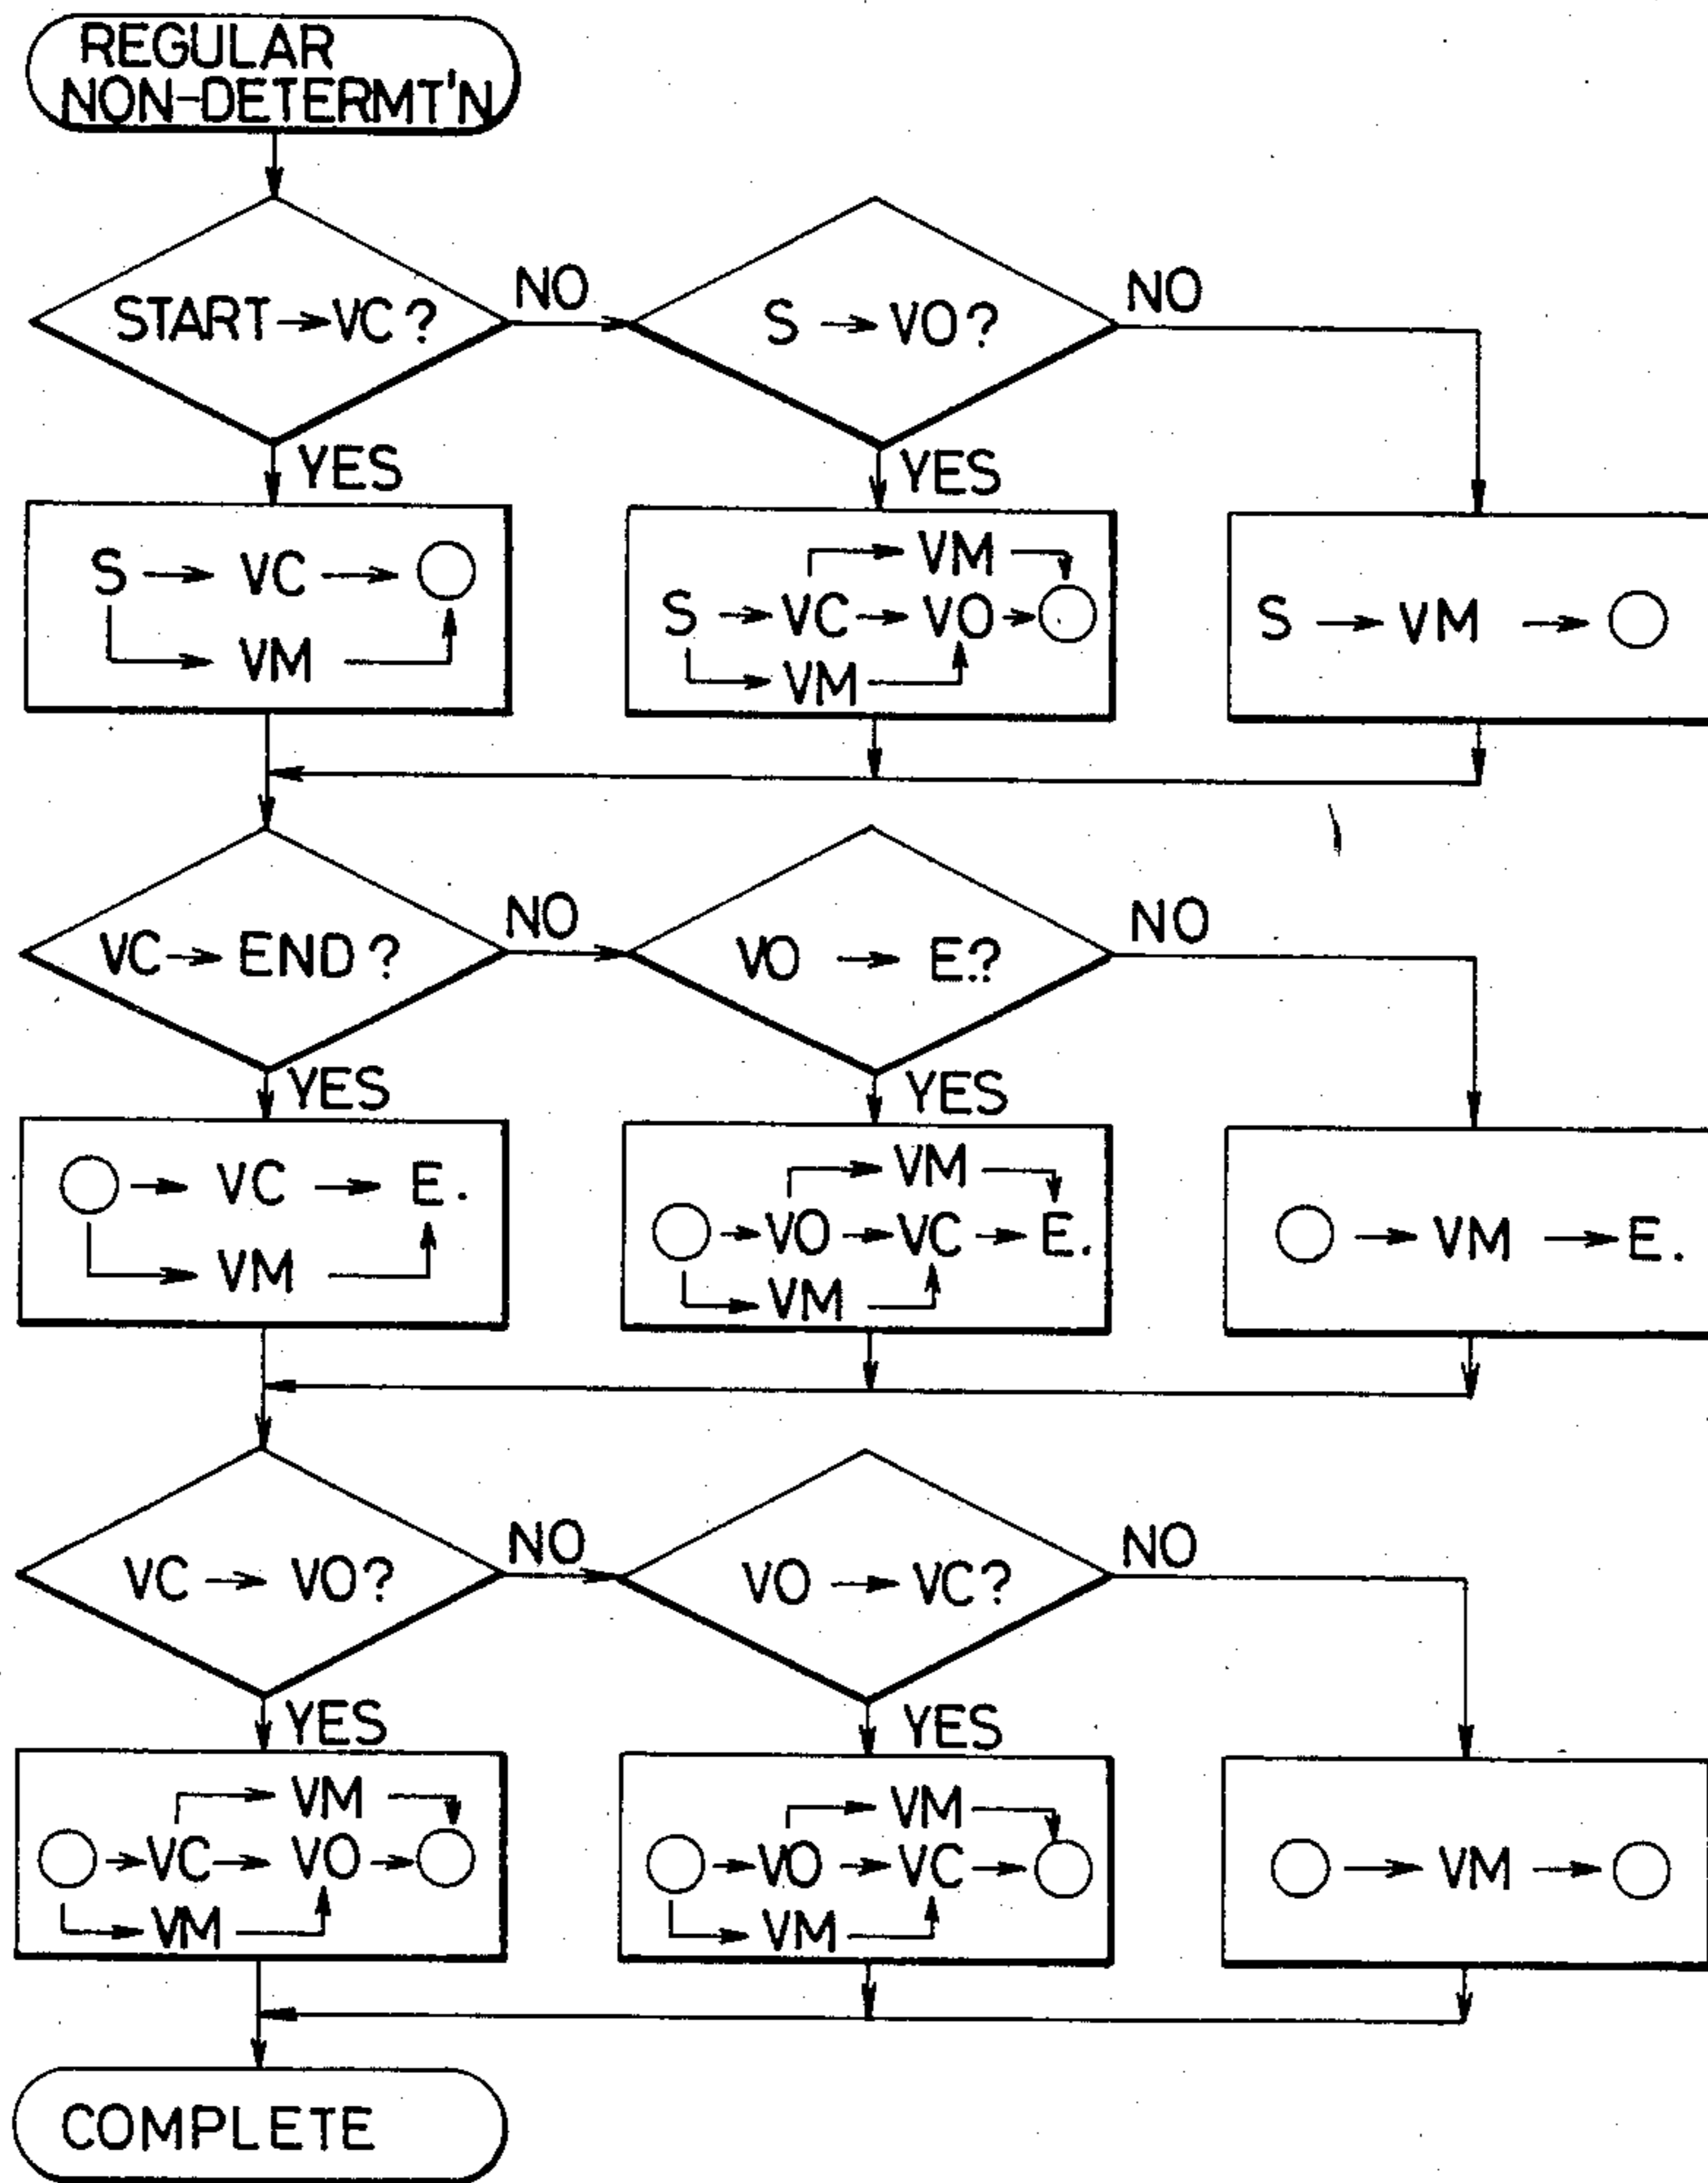 REGULAR
NON-DETERMT'N
START→VC?
NO
S → VO?
NO
YES
YES
S → VC → ○
VM
VM
S → VC → VO → ○
VM
S → VM → ○
VC→ END?
NO
VO → E.?
NO
YES
YES
○ → VC → E.
VM
VM
○ → VO → VC → E.
VM
○ → VM → E.
VC → VO?
NO
VO → VC?
NO
YES
YES
VM
○ → VC → VO → ○
VM
VM
○ → VO → VC → ○
VM
○ → VM → ○
COMPLETE